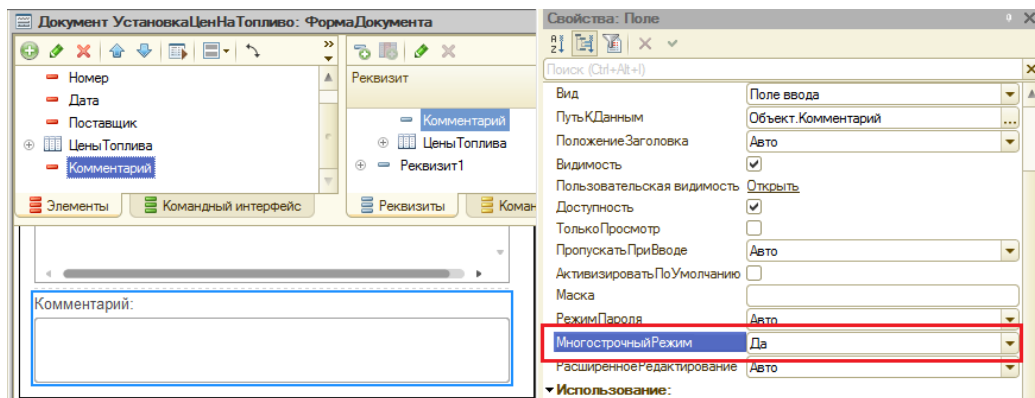 Документ УстановкаЦенНаТопливо: ФормаДокумента
Номер
Дата
Поставщик
ЦеныТоплива
Комментарий
Элементы
Командный интерфейс
Реквизит
Комментарий
ЦеныТоплива
Реквизит1
Реквизиты
Коман
Комментарий:
Свойства: Поле
Поиск (Ctrl+Alt+I)
Вид Поле ввода
ПутьКДанным Объект.Комментарий ...
ПоложениеЗаголовка Авто
Видимость
Пользовательская видимость Открыть
Доступность
ТолькоПросмотр
ПропускатьПриВводе Авто
АктивизироватьПоУмолчанию
Маска
РежимПароля Авто
МногострочныйРежим Да
РасширенноеРедактирование Авто
Использование: